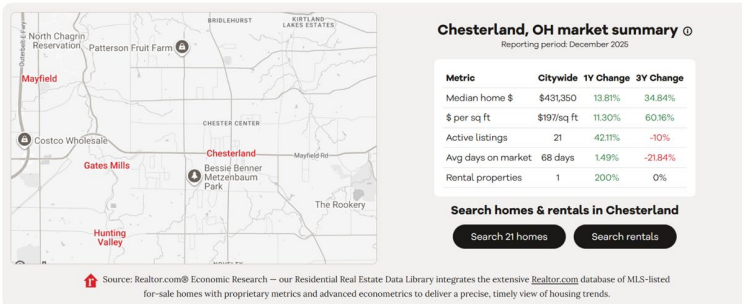 BRIDLEHURST
KIRTLAND
LAKES ESTATES
North Chagrin
Reservation
Patterson Fruit Farm
Mayfield
CHESTER CENTER
Costco Wholesale
Chesterland
Mayfield Rd
Gates Mills
Bessie Benner
Metzenbaum
Park
The Rookery
Hunting
Valley
Chesterland, OH market summary
Reporting period: December 2025
Metric Citywide 1Y Change 3Y Change
Median home $ $431,350 13.81% 34.84%
$ per sq ft $197/sq ft 11.30% 60.16%
Active listings 21 42.11% -10%
Avg days on market 68 days 1.49% -21.84%
Rental properties 1 200% 0%
Search homes & rentals in Chesterland
Search 21 homes Search rentals
Source: Realtor.com® Economic Research — our Residential Real Estate Data Library integrates the extensive Realtor.com database of MLS-listed
for-sale homes with proprietary metrics and advanced econometrics to deliver a precise, timely view of housing trends.